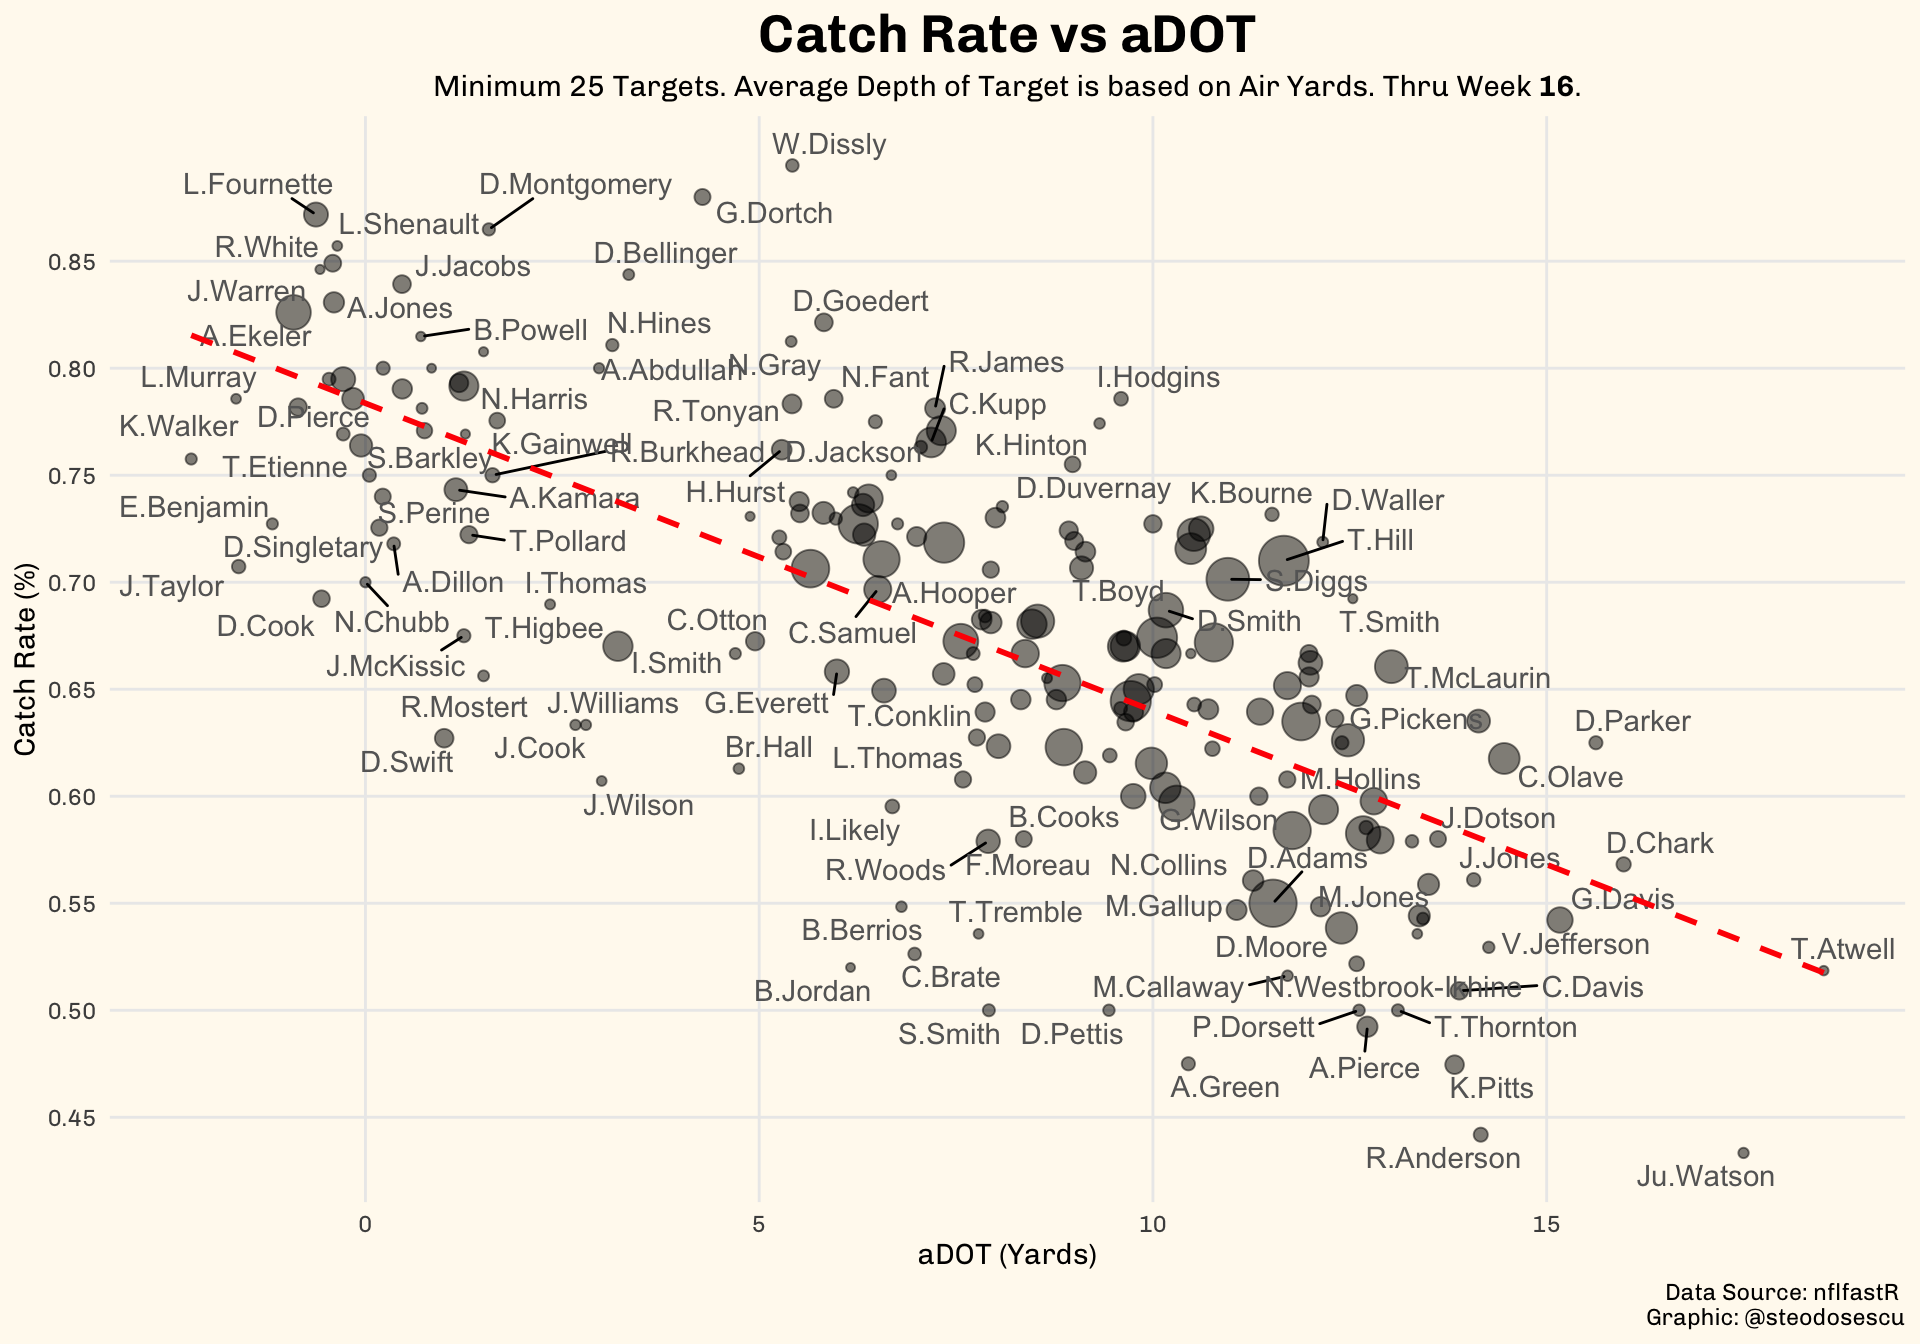 Catch Rate vs aDOT
Minimum 25 Targets. Average Depth of Target is based on Air Yards. Thru Week 16.
W.Dissly
L.Fournette
D.Montgomery
G.Dortch
L.Shenault
R.White
D.Bellinger
J.Jacobs
J.Warren
A.Jones
D.Goedert
A.Ekeler
B.Powell
N.Hines
A.Abdullah
N.Gray
R.James
L.Murray
N.Fant
I.Hodgins
N.Harris
R.Tonyan
C.Kupp
D.Pierce
K.Walker
K.Gainwell
R.Burkhead
D.Jackson
K.Hinton
T.Etienne
S.Barkley
H.Hurst
D.Duvernay
K.Bourne
D.Waller
A.Kamara
E.Benjamin
S.Perine
T.Pollard
T.Hill
D.Singletary
J.Taylor
A.Dillon
I.Thomas
A.Hooper
T.Boyd
S.Diggs
D.Cook
N.Chubb
T.Higbee
C.Otton
C.Samuel
D.Smith
T.Smith
J.McKissic
I.Smith
T.McLaurin
R.Mostert
J.Williams
G.Everett
T.Conklin
G.Pickens
D.Parker
D.Swift
J.Cook
Br.Hall
L.Thomas
C.Olave
M.Hollins
J.Wilson
I.Likely
B.Cooks
G.Wilson
J.Dotson
D.Chark
R.Woods
F.Moreau
N.Collins
D.Adams
J.Jones
M.Jones
G.Davis
T.Tremble
M.Gallup
B.Berrios
D.Moore
V.Jefferson
T.Atwell
C.Brate
B.Jordan
M.Callaway
N.Westbrook-Ikhine
C.Davis
S.Smith
D.Pettis
P.Dorsett
T.Thornton
A.Pierce
A.Green
K.Pitts
R.Anderson
Ju.Watson
0.85
0.80
0.75
0.70
0.65
0.60
0.55
0.50
0.45
Catch Rate (%)
0
5
10
15
aDOT (Yards)
Data Source: nflfastR
Graphic: @steodosescu